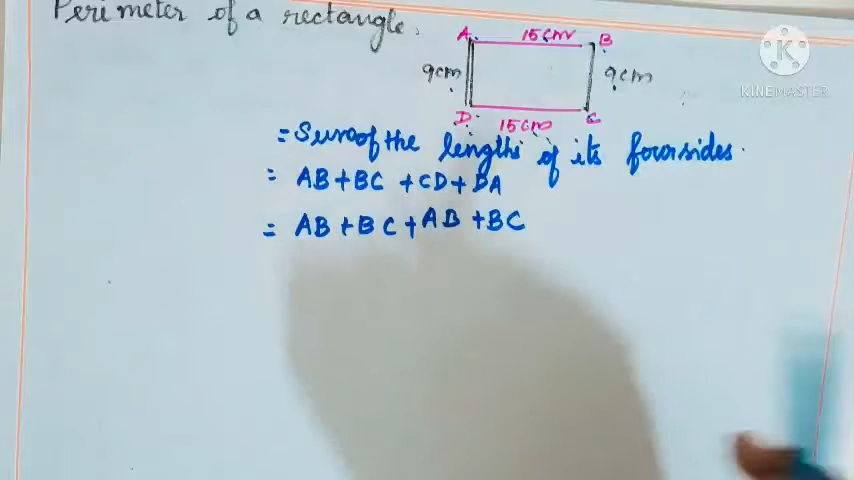 Perimeter of a rectangle.
A 15cm B
9cm 9cm
D 15cm C
= Sum of the lengths of its four sides.
= AB+BC +CD+DA
= AB+BC+AB+BC
K
KINEMASTER